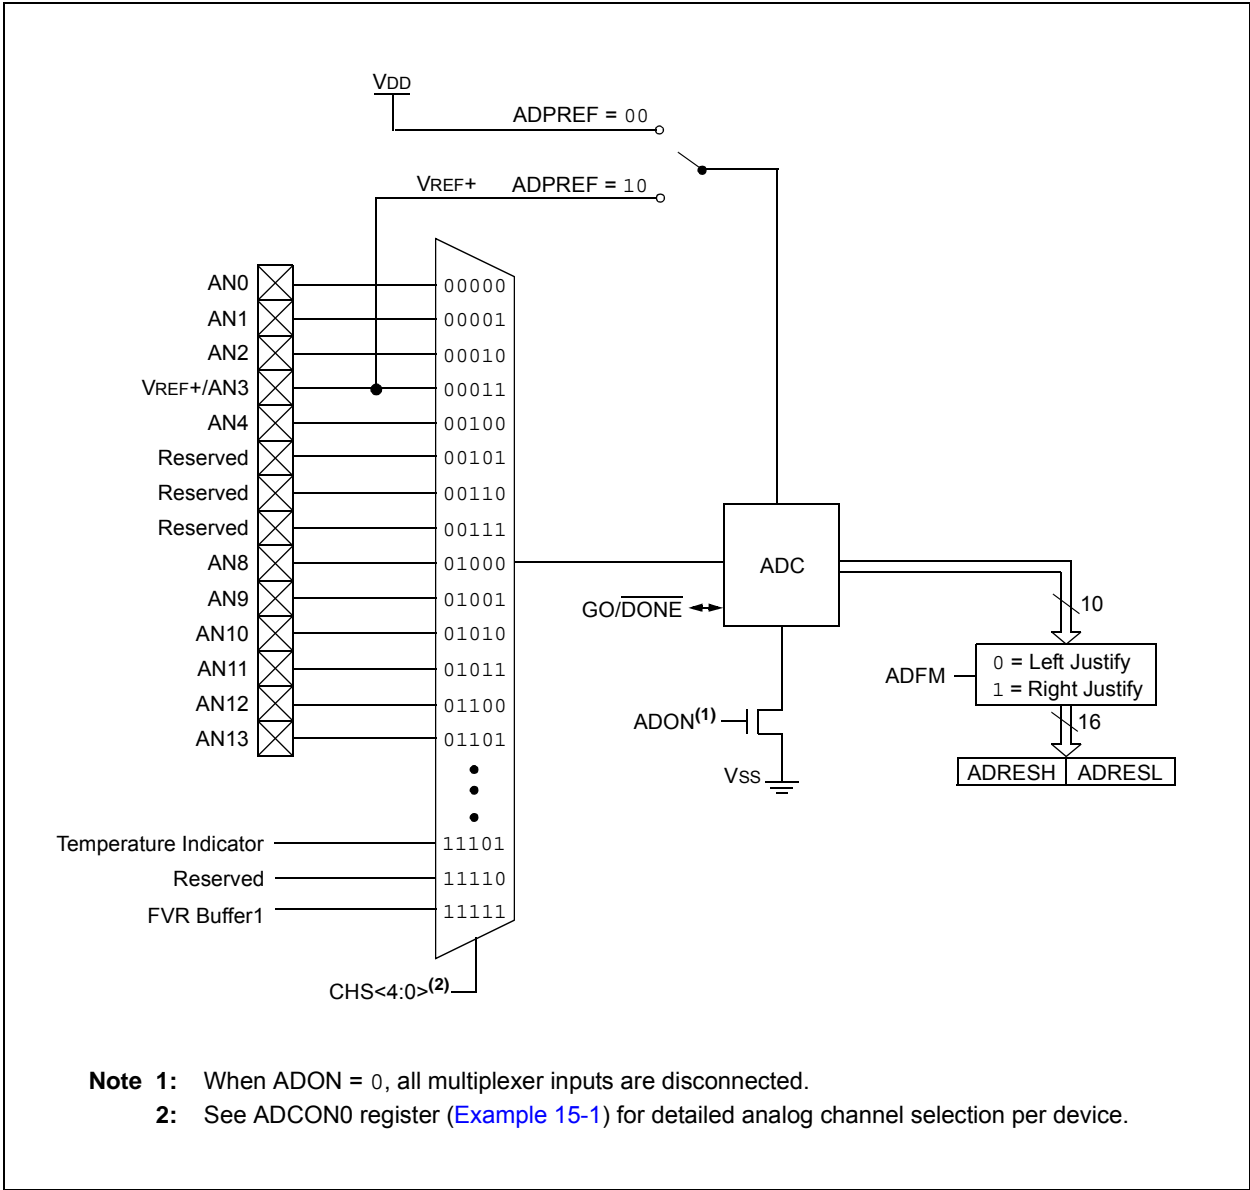 VDD
ADPREF = 00
VREF+ ADPREF = 10
AN0 00000
AN1 00001
AN2 00010
VREF+/AN3 00011
AN4 00100
Reserved 00101
Reserved 00110
Reserved 00111
AN8 01000
AN9 01001
AN10 01010
AN11 01011
AN12 01100
AN13 01101
Temperature Indicator 11101
Reserved 11110
FVR Buffer1 11111
CHS<4:0>(2)
ADC
GO/DONE
10
ADFM
0 = Left Justify
1 = Right Justify
16
ADON(1)
VSS
ADRESH ADRESL
Note 1: When ADON = 0, all multiplexer inputs are disconnected.
2: See ADCON0 register (Example 15-1) for detailed analog channel selection per device.